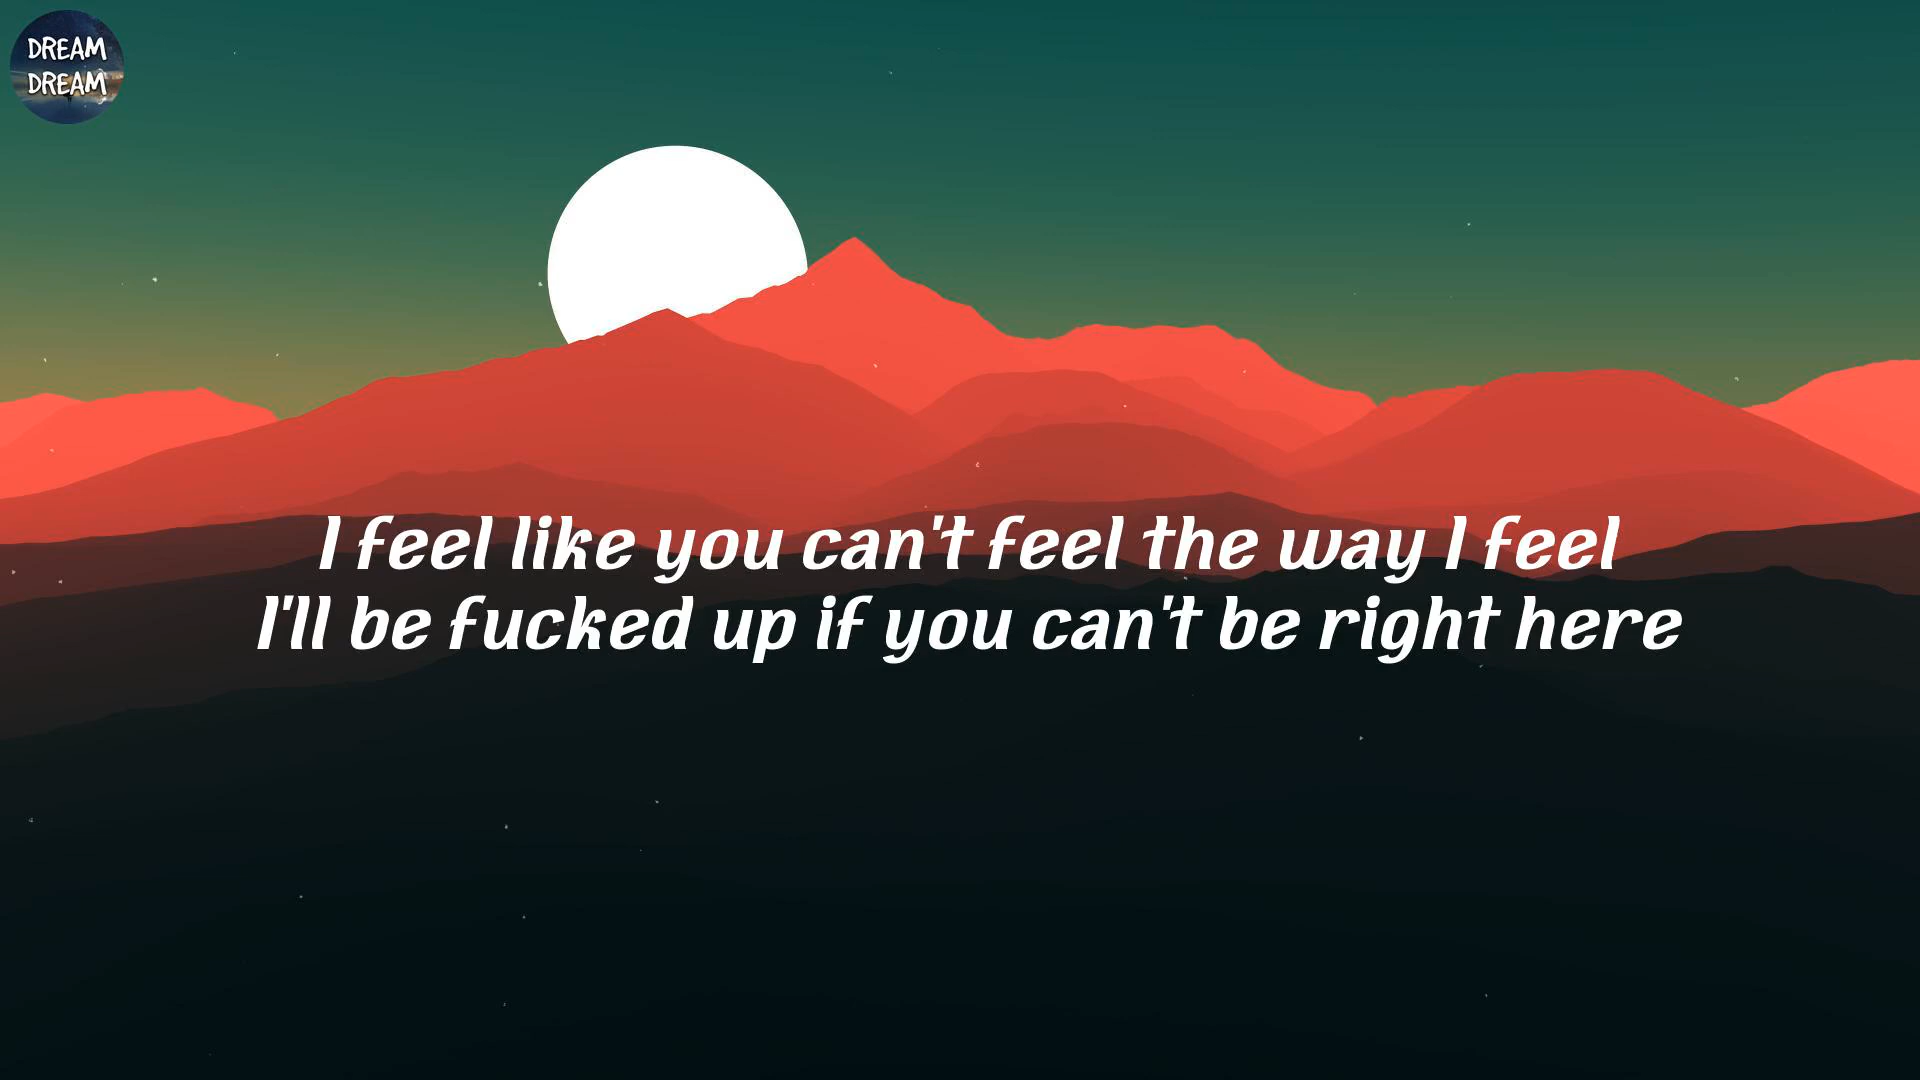 DREAM
DREAM
I feel like you can't feel the way I feel
I'll be fucked up if you can't be right here